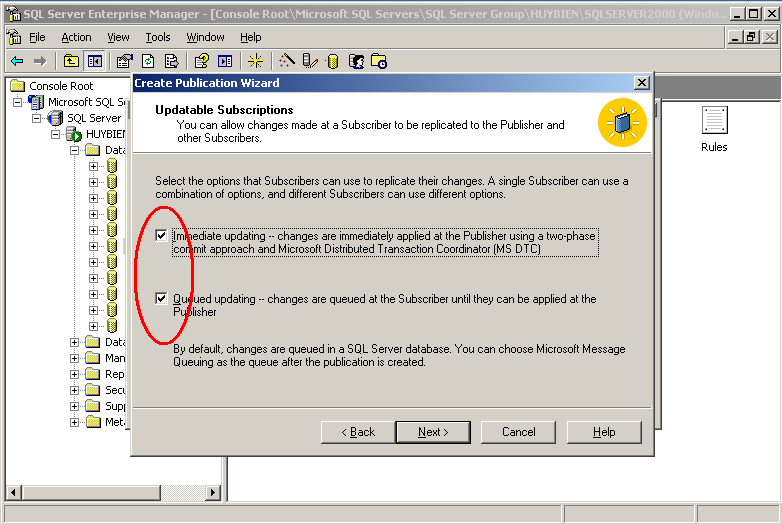 SQL Server Enterprise Manager - [Console Root\Microsoft SQL Servers\SQL Server Group\HUYBIEN\SQLSERVER2000 (Windo...
File Action View Tools Window Help
Console Root
Microsoft SQL Se
SQL Server
HUYBIEN
Data
Data
Man
Rep
Secu
Supp
Meta
Rules
Create Publication Wizard
Updatable Subscriptions
You can allow changes made at a Subscriber to be replicated to the Publisher and
other Subscribers.
Select the options that Subscribers can use to replicate their changes. A single Subscriber can use a
combination of options, and different Subscribers can use different options.
Immediate updating -- changes are immediately applied at the Publisher using a two-phase
commit approach and Microsoft Distributed Transaction Coordinator (MS DTC)
Queued updating -- changes are queued at the Subscriber until they can be applied at the
Publisher
By default, changes are queued in a SQL Server database. You can choose Microsoft Message
Queuing as the queue after the publication is created.
< Back Next > Cancel Help